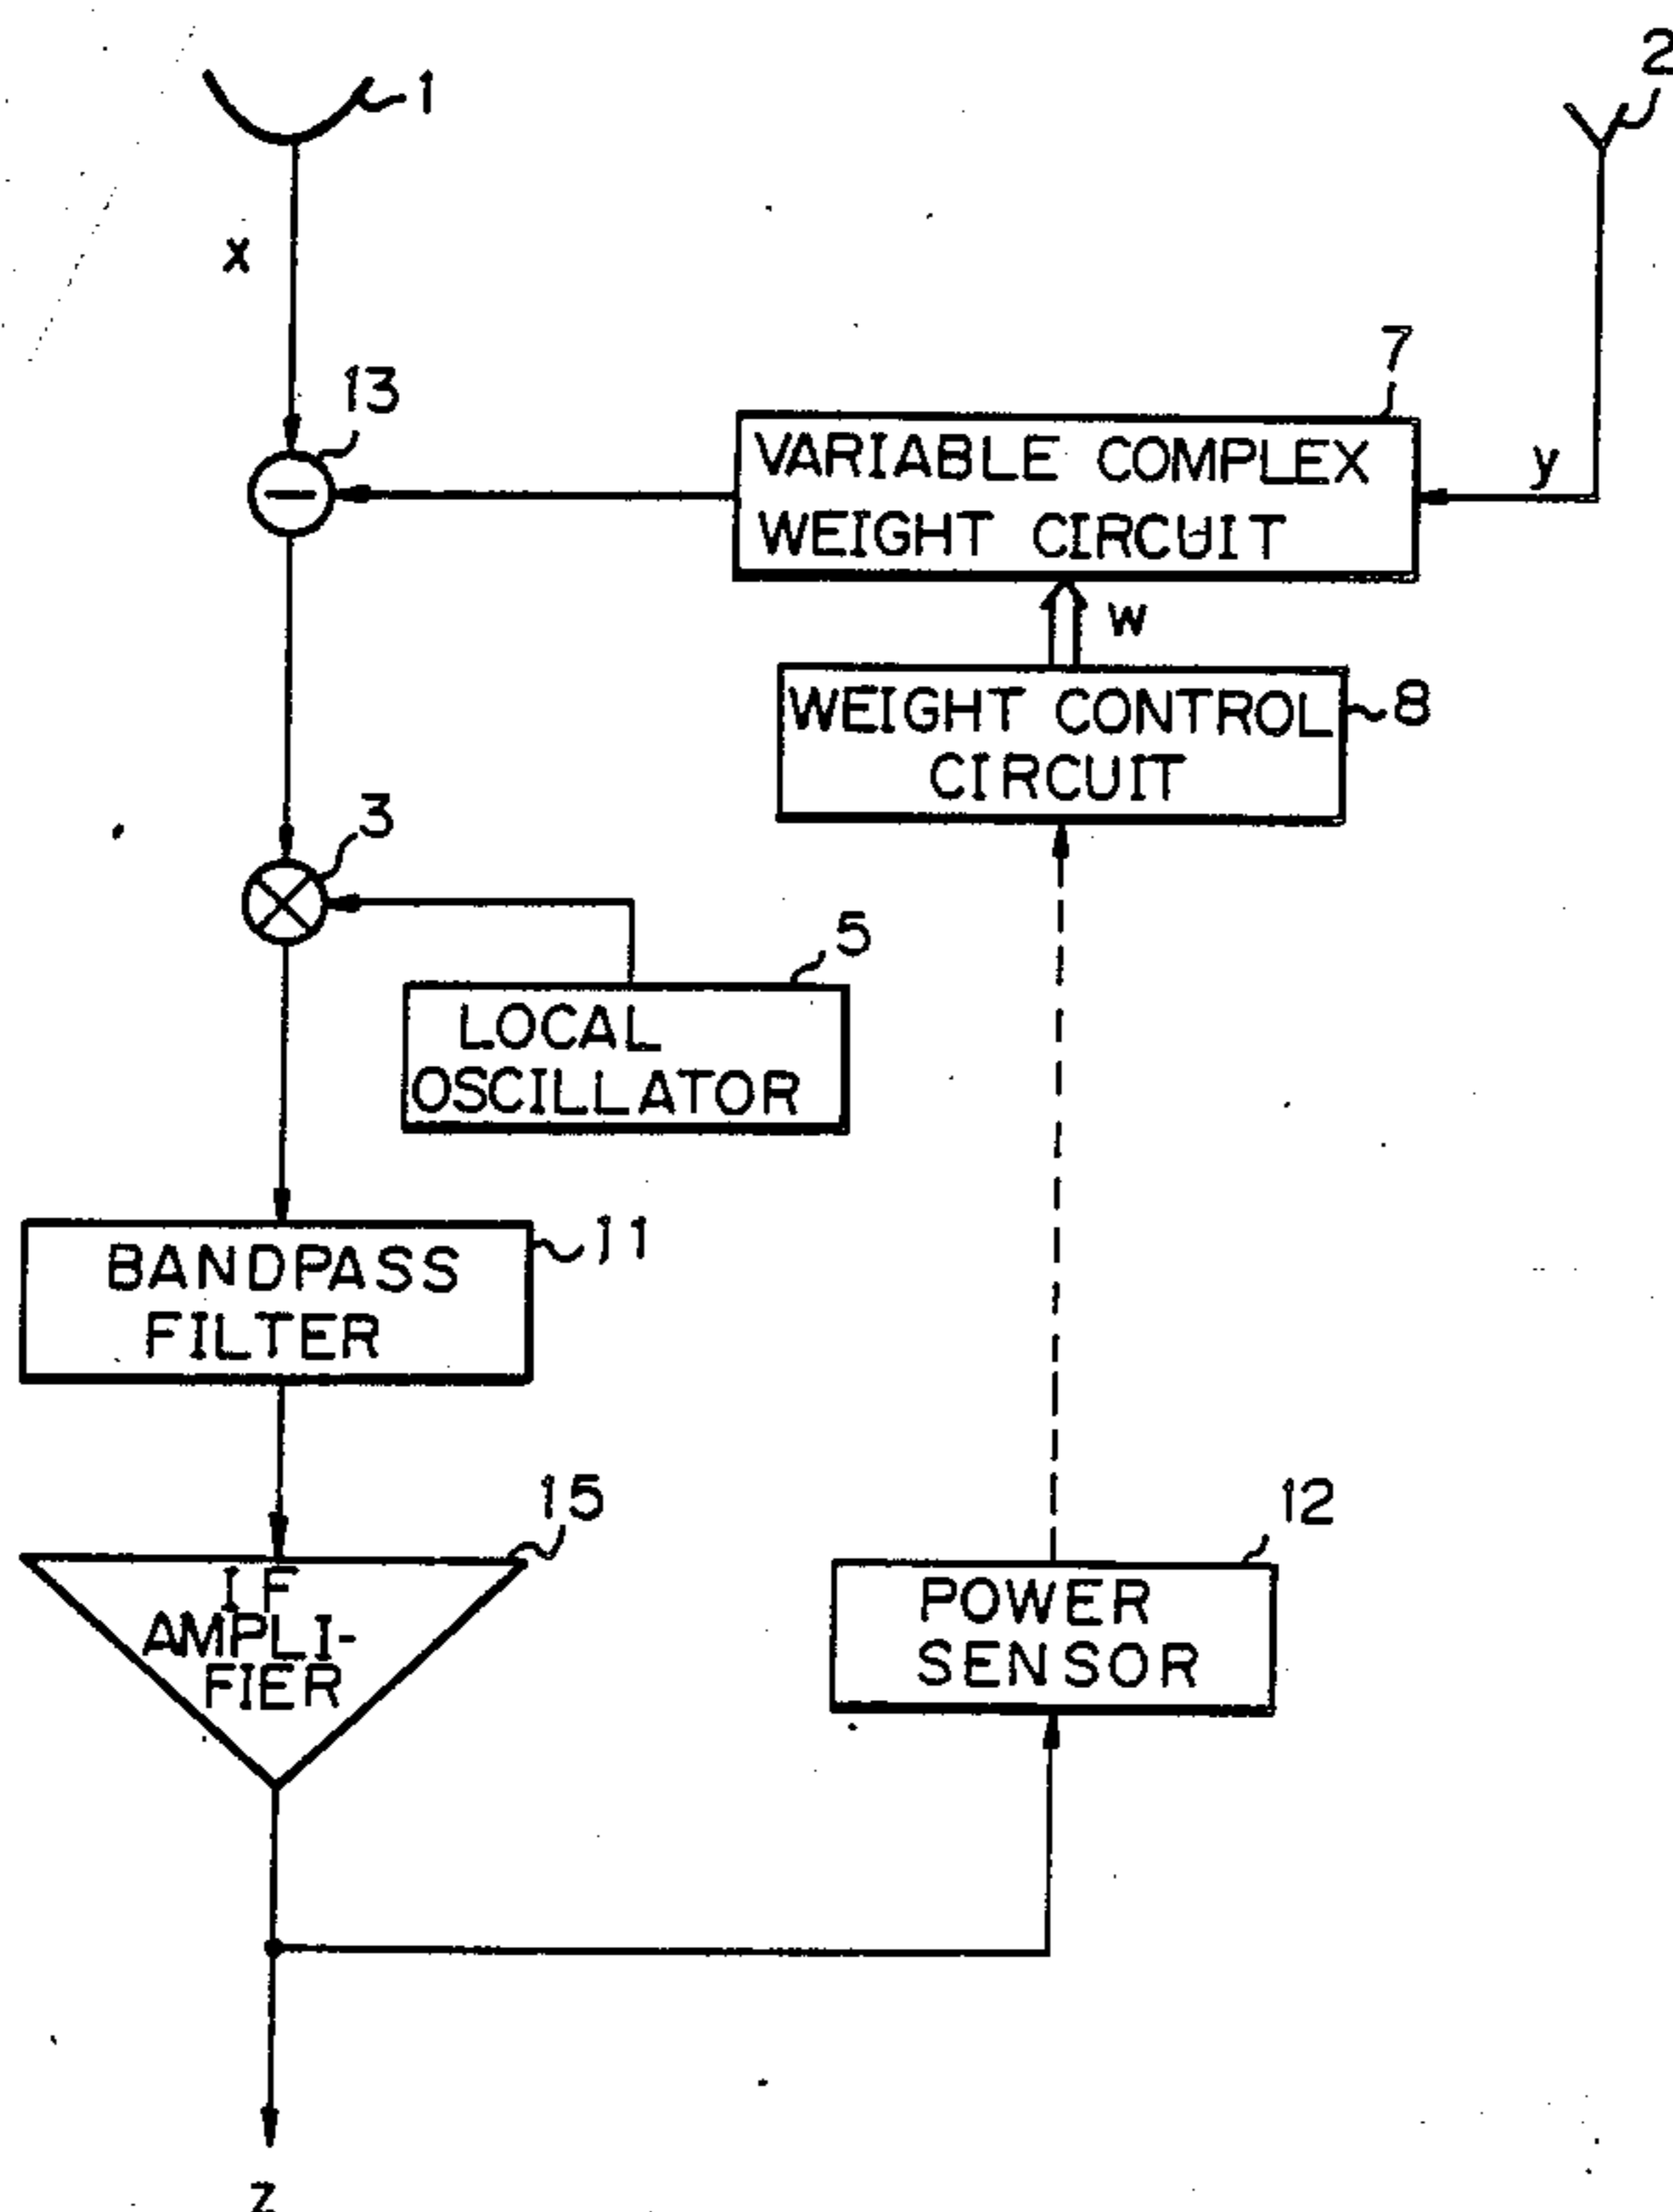 1
2
x
13
7
VARIABLE COMPLEX
WEIGHT CIRCUIT
y
w
WEIGHT CONTROL
CIRCUIT
8
3
5
LOCAL
OSCILLATOR
BANDPASS
FILTER
11
15
IF
AMPLI-
FIER
12
POWER
SENSOR
z